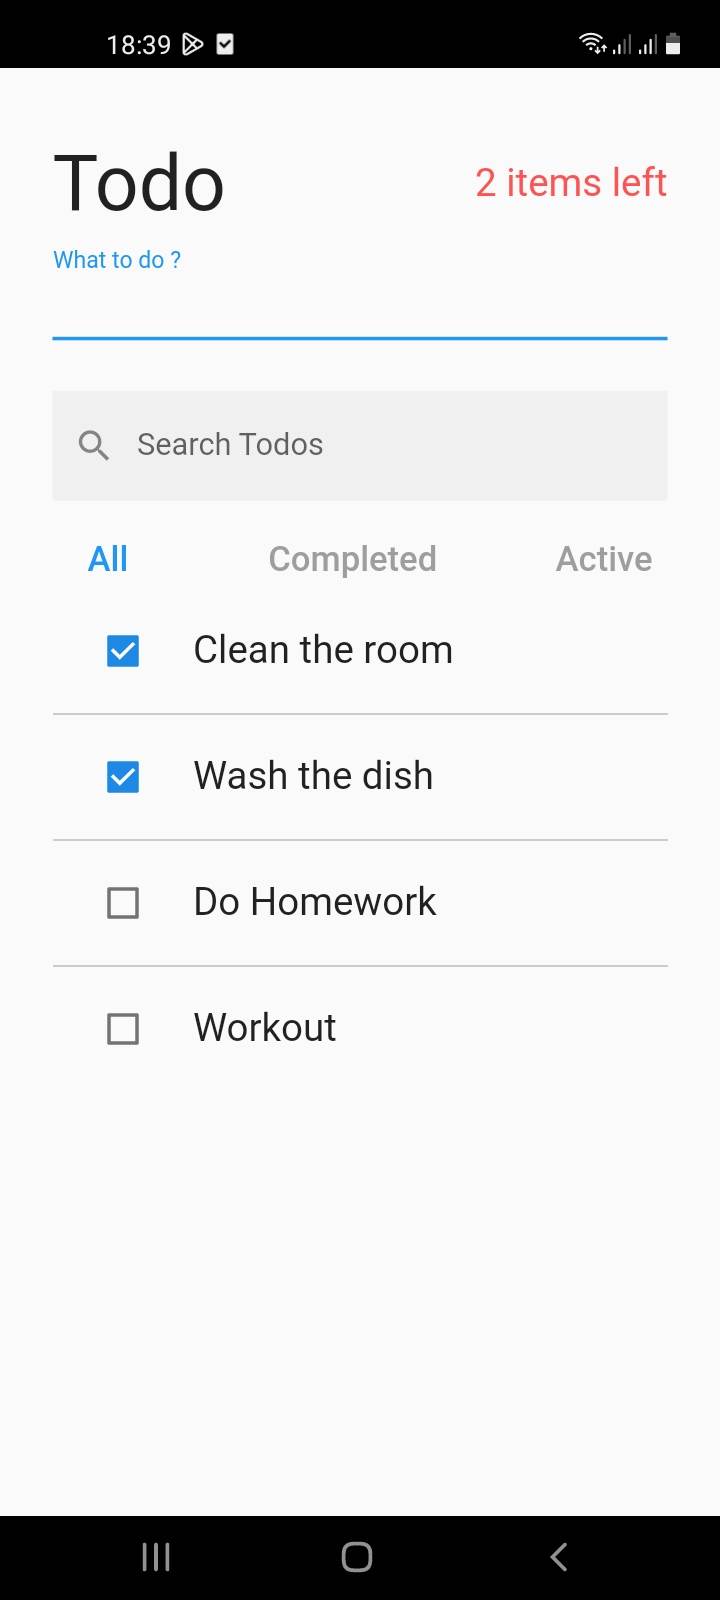 18:39
Todo
2 items left
What to do ?
Search Todos
All Completed Active
Clean the room
Wash the dish
Do Homework
Workout